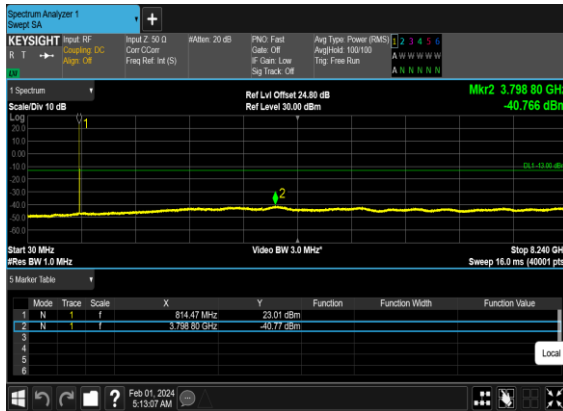 Spectrum Analyzer 1
Swept SA
+
KEYSIGHT Input: RF Input Z: 50 Ω #Atten: 20 dB PNO: Fast Avg Type: Power (RMS) 1 2 3 4 5 6
R T Coupling: DC Corr CCorr Gate: Off Avg|Hold: 100/100 A W W W W W
Align: Off Freq Ref: Int (S) IF Gain: Low Trig: Free Run
Sig Track: Off A N N N N N
1 Spectrum Ref Lvl Offset 24.80 dB Mkr2 3.798 80 GHz
Scale/Div 10 dB Ref Level 30.00 dBm -40.766 dBm
Log
1
20.0
10.0
0.00
-10.0 DL1 -13.00 dBm
-20.0
-30.0
2
-40.0
-50.0
-60.0
Start 30 MHz Video BW 3.0 MHz* Stop 8.240 GH
#Res BW 1.0 MHz Sweep 16.0 ms (40001 pts
5 Marker Table
Mode Trace Scale X Y Function Function Width Function Value
1 N 1 f 814.47 MHz 23.01 dBm
2 N 1 f 3.798 80 GHz -40.77 dBm
3
4
5
6
Local
? Feb 01, 2024
5:13:07 AM